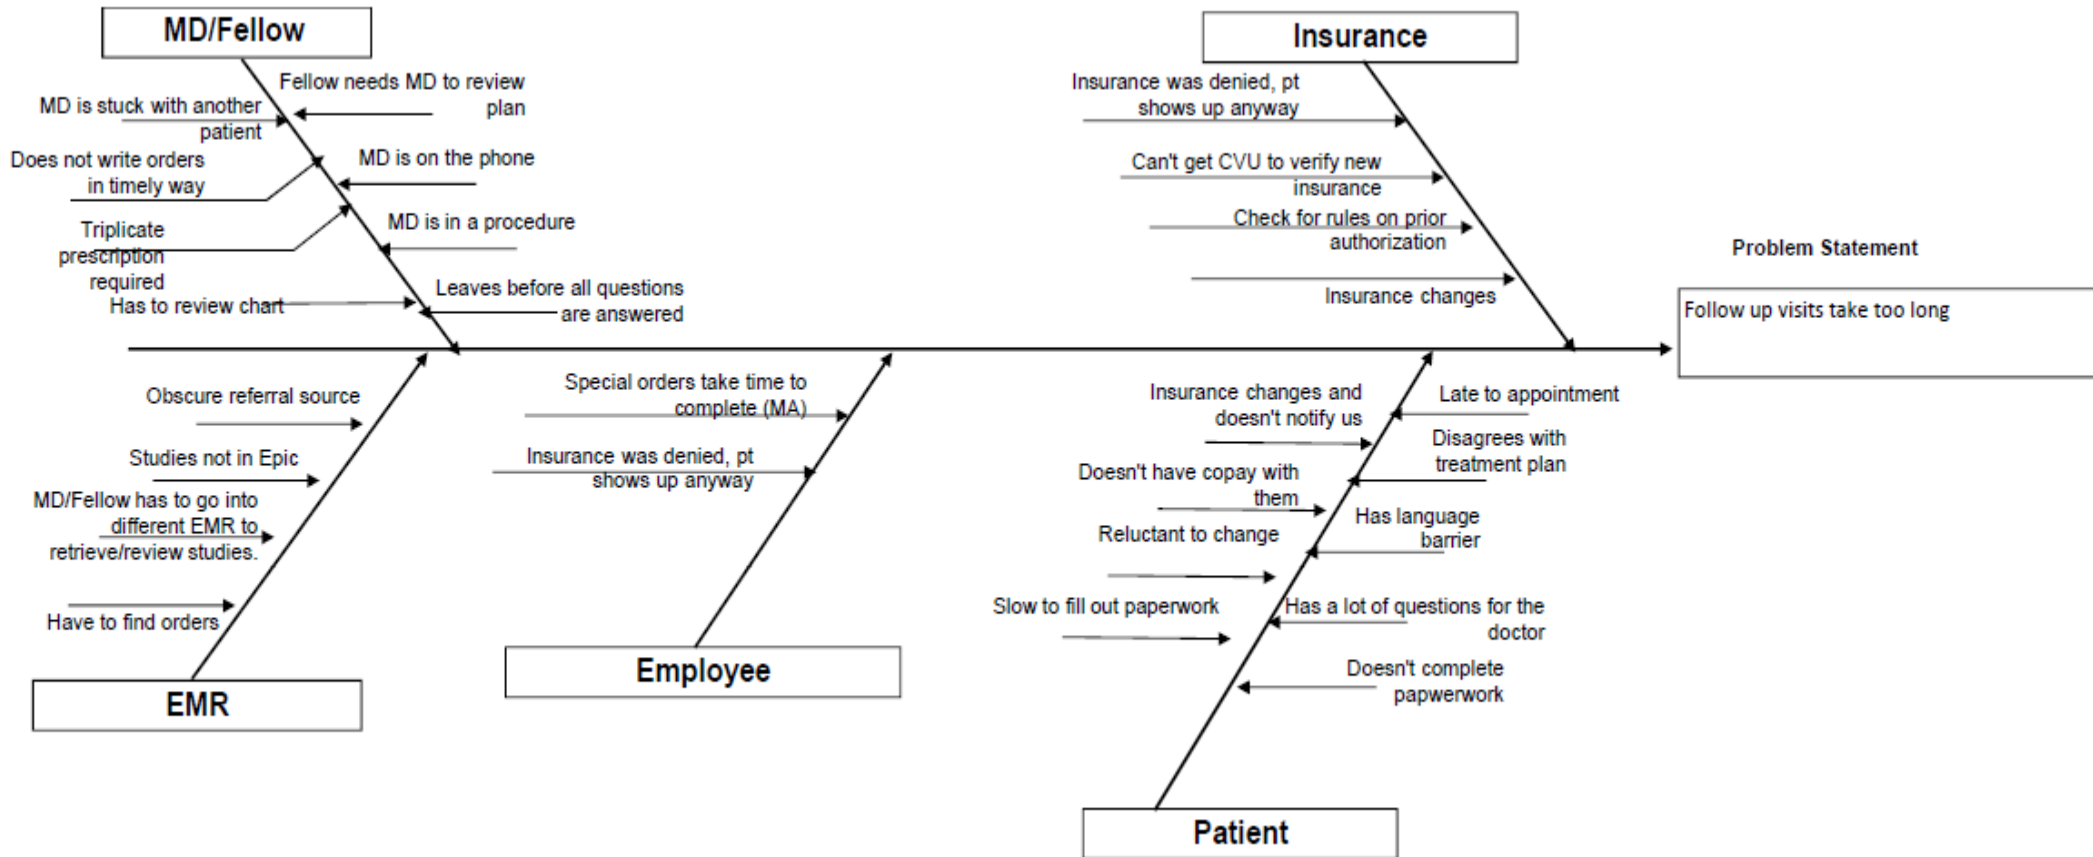 MD/Fellow
Fellow needs MD to review
plan
MD is stuck with another
patient
Does not write orders
in timely way
MD is on the phone
Triplicate
prescription
required
MD is in a procedure
Has to review chart
Leaves before all questions
are answered
Insurance
Insurance was denied, pt
shows up anyway
Can't get CVU to verify new
insurance
Check for rules on prior
authorization
Insurance changes
Problem Statement
Follow up visits take too long
Obscure referral source
Studies not in Epic
MD/Fellow has to go into
different EMR to
retrieve/review studies.
Have to find orders
EMR
Special orders take time to
complete (MA)
Insurance was denied, pt
shows up anyway
Employee
Insurance changes and
doesn't notify us
Late to appointment
Disagrees with
treatment plan
Doesn't have copay with
them
Has language
barrier
Reluctant to change
Slow to fill out paperwork
Has a lot of questions for the
doctor
Doesn't complete
papwerwork
Patient